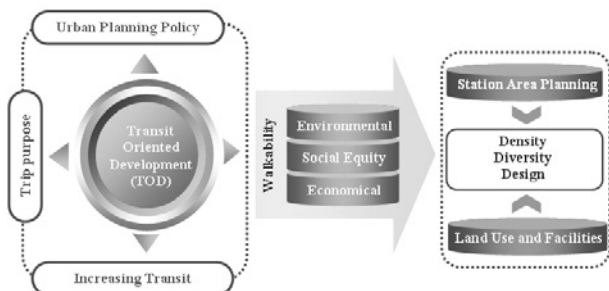 Urban Planning Policy
Trip purpose
Transit
Oriented
Development
(TOD)
Increasing Transit
Walkability
Environmental
Social Equity
Economical
Station Area Planning
Density
Diversity
Design
Land Use and Facilities